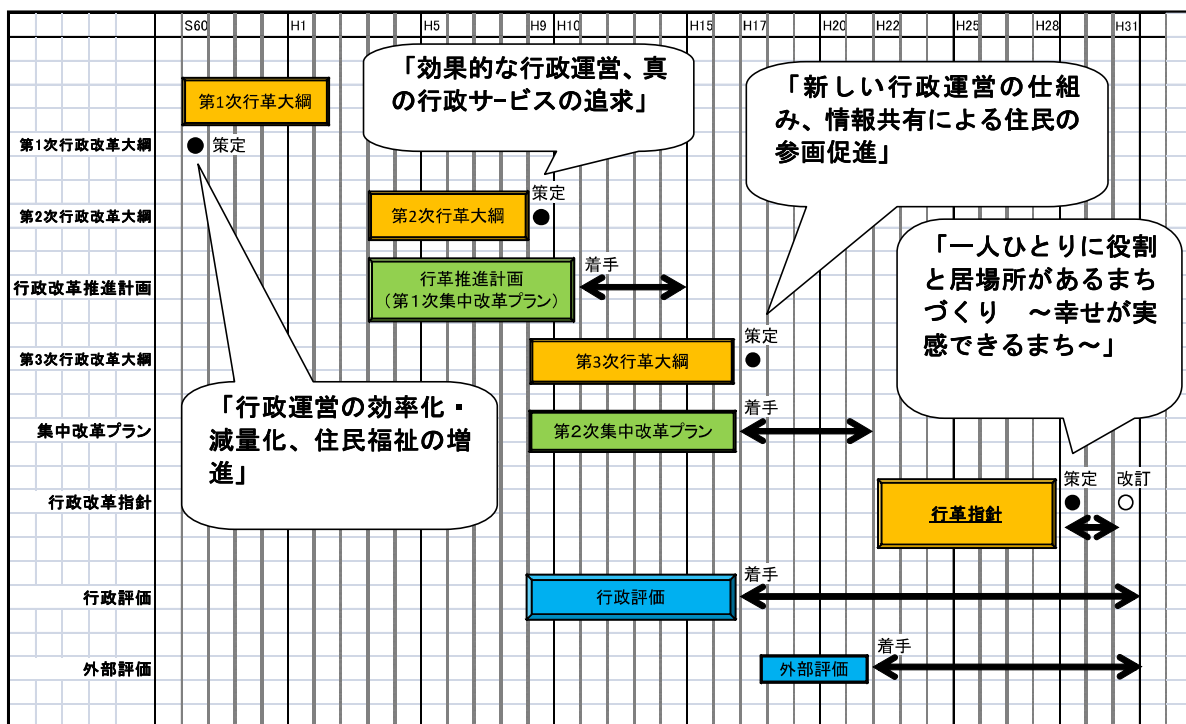 S60 H1 H5 H9 H10 H15 H17 H20 H22 H25 H28 H31
「効果的な行政運営、真
の行政サービスの追求」
「新しい行政運営の仕組
み、情報共有による住民の
参画促進」
第1次行革大綱
第1次行政改革大綱
策定
第2次行政改革大綱
第2次行革大綱
策定
「一人ひとりに役割
と居場所があるまち
づくり ～幸せが実
感できるまち～」
行政改革推進計画
行革推進計画
（第1次集中改革プラン）
着手
第3次行政改革大綱
第3次行革大綱
策定
「行政運営の効率化・
減量化、住民福祉の増
進」
集中改革プラン
第2次集中改革プラン
着手
行政改革指針
行革指針
策定 改訂
行政評価
行政評価
着手
外部評価
外部評価
着手